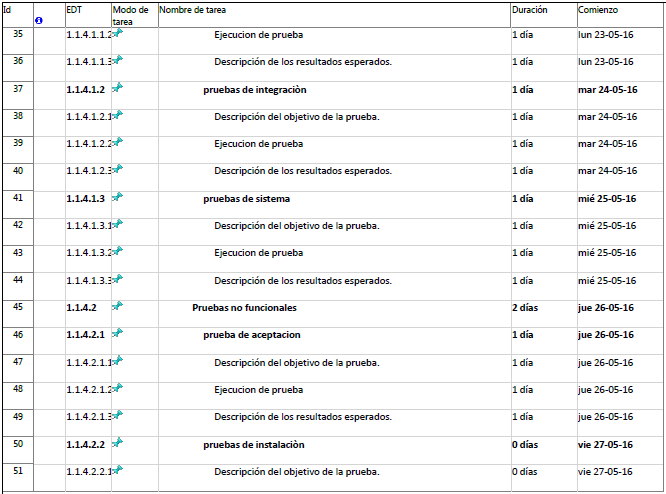 Id EDT Modo de tarea Nombre de tarea Duración Comienzo
35 1.1.4.1.1.2 Ejecucion de prueba 1 día lun 23-05-16
36 1.1.4.1.1.3 Descripción de los resultados esperados. 1 día lun 23-05-16
37 1.1.4.1.2 pruebas de integraciòn 1 día mar 24-05-16
38 1.1.4.1.2.1 Descripción del objetivo de la prueba. 1 día mar 24-05-16
39 1.1.4.1.2.2 Ejecucion de prueba 1 día mar 24-05-16
40 1.1.4.1.2.3 Descripción de los resultados esperados. 1 día mar 24-05-16
41 1.1.4.1.3 pruebas de sistema 1 día mié 25-05-16
42 1.1.4.1.3.1 Descripción del objetivo de la prueba. 1 día mié 25-05-16
43 1.1.4.1.3.2 Ejecucion de prueba 1 día mié 25-05-16
44 1.1.4.1.3.3 Descripción de los resultados esperados. 1 día mié 25-05-16
45 1.1.4.2 Pruebas no funcionales 2 días jue 26-05-16
46 1.1.4.2.1 prueba de aceptacion 1 día jue 26-05-16
47 1.1.4.2.1.1 Descripción del objetivo de la prueba. 1 día jue 26-05-16
48 1.1.4.2.1.2 Ejecucion de prueba 1 día jue 26-05-16
49 1.1.4.2.1.3 Descripción de los resultados esperados. 1 día jue 26-05-16
50 1.1.4.2.2 pruebas de instalaciòn 0 días vie 27-05-16
51 1.1.4.2.2.1 Descripción del objetivo de la prueba. 0 días vie 27-05-16